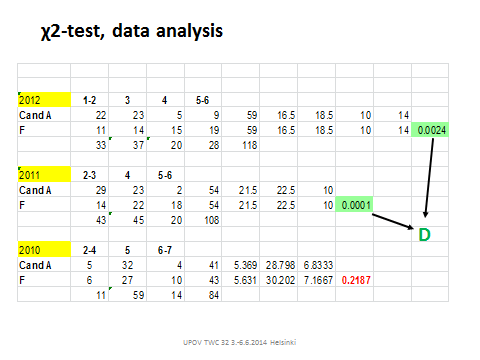 χ2-test, data analysis
2012 1-2 3 4 5-6
Cand A 22 23 5 9 59 16.5 18.5 10 14
F 11 14 15 19 59 16.5 18.5 10 14 0.0024
33 37 20 28 118
2011 2-3 4 5-6
Cand A 29 23 2 54 21.5 22.5 10
F 14 22 18 54 21.5 22.5 10 0.0001
43 45 20 108
D
2010 2-4 5 6-7
Cand A 5 32 4 41 5.369 28.798 6.8333
F 6 27 10 43 5.631 30.202 7.1667 0.2187
11 59 14 84
UPOV TWC 32 3.-6.6.2014 Helsinki